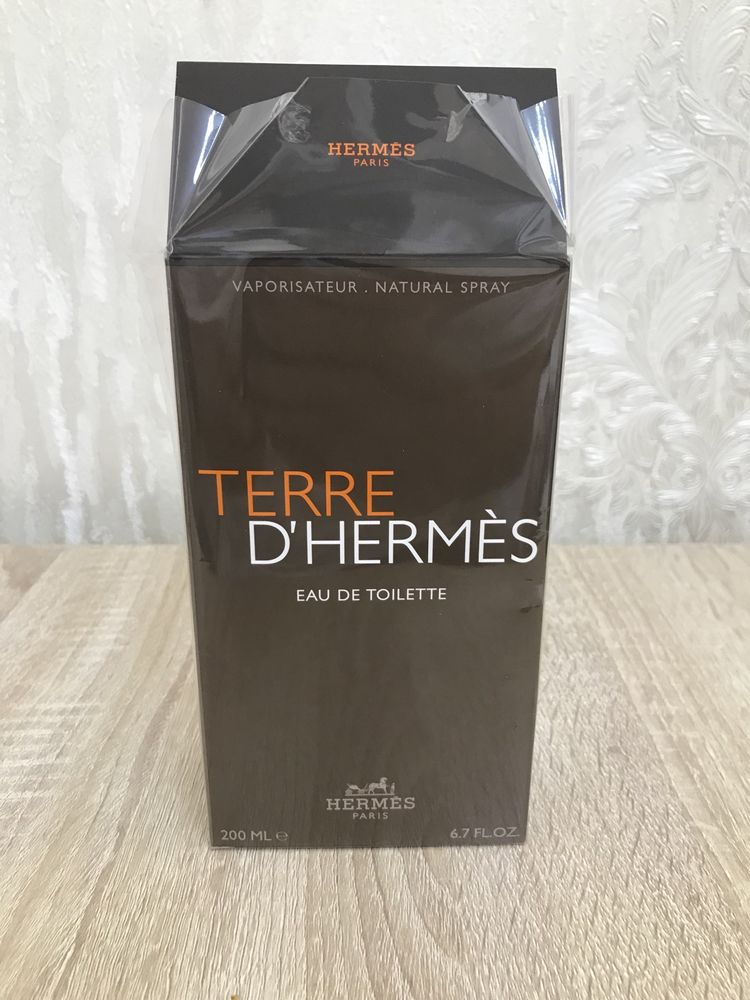 HERMÈS
PARIS
VAPORISATEUR . NATURAL SPRAY
TERRE
D'HERMÈS
EAU DE TOILETTE
HERMÈS
PARIS
200 ML ℮ 6.7 FL.OZ.